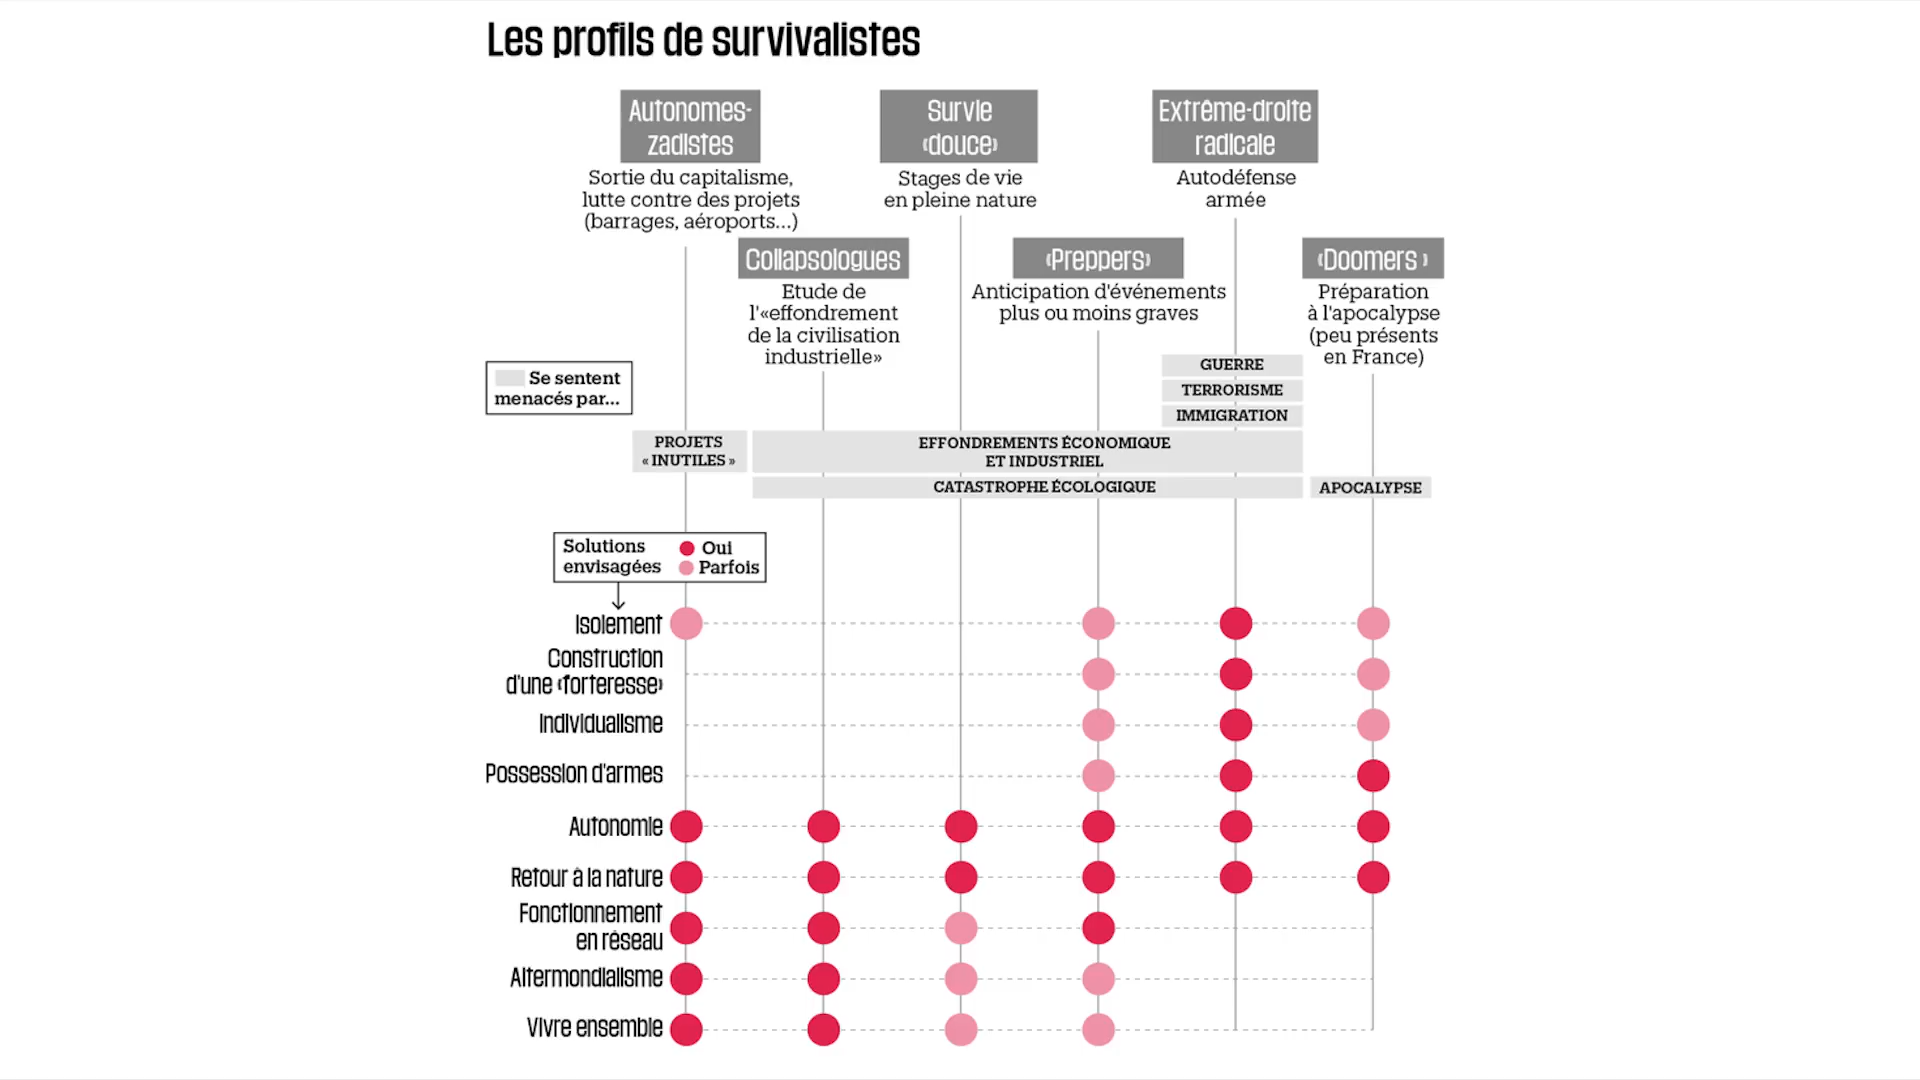 Les profils de survivalistes
Autonomes-
zadistes
Sortie du capitalisme,
lutte contre des projets
(barrages, aéroports...)
Survie
«douce»
Stages de vie
en pleine nature
Extrême-droite
radicale
Autodéfense
armée
Collapsologues
Etude de
l'«effondrement
de la civilisation
industrielle»
«Preppers»
Anticipation d'événements
plus ou moins graves
«Doomers »
Préparation
à l'apocalypse
(peu présents
en France)
Se sentent
menacés par...
GUERRE
TERRORISME
IMMIGRATION
PROJETS
« INUTILES »
EFFONDREMENTS ÉCONOMIQUE
ET INDUSTRIEL
CATASTROPHE ÉCOLOGIQUE
APOCALYPSE
Solutions
envisagées
Oui
Parfois
Isolement
Construction
d'une «forteresse»
Individualisme
Possession d'armes
Autonomie
Retour à la nature
Fonctionnement
en réseau
Altermondialisme
Vivre ensemble